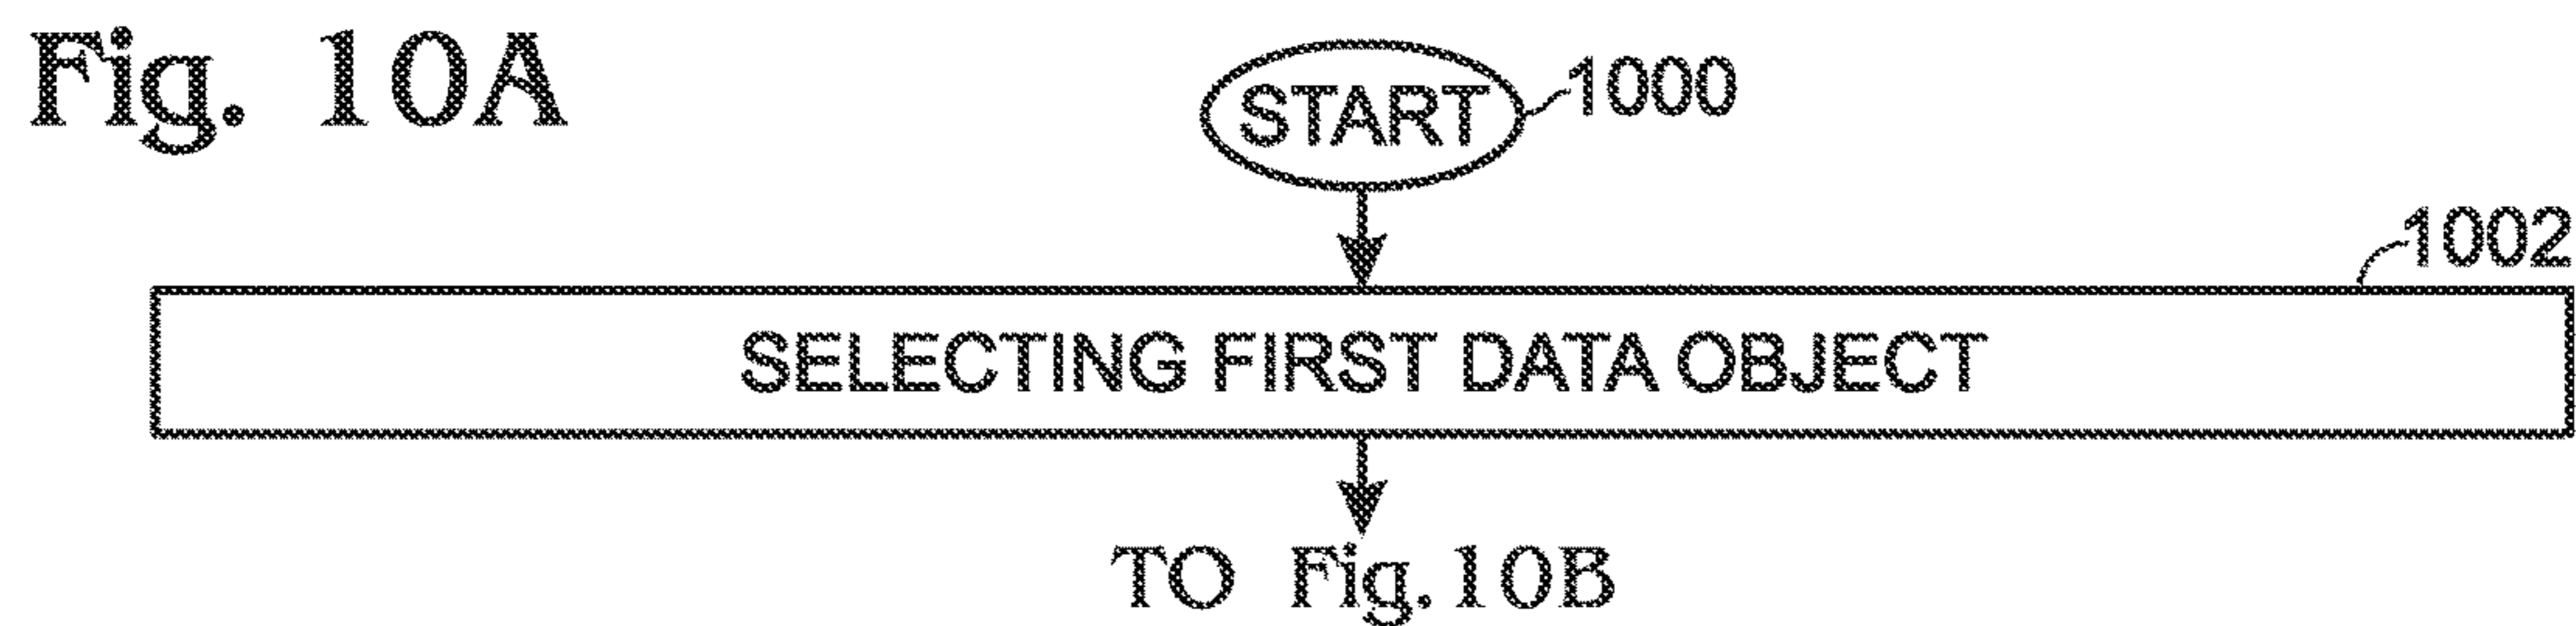 Fig. 10A
START 1000
1002
SELECTING FIRST DATA OBJECT
TO Fig. 10B